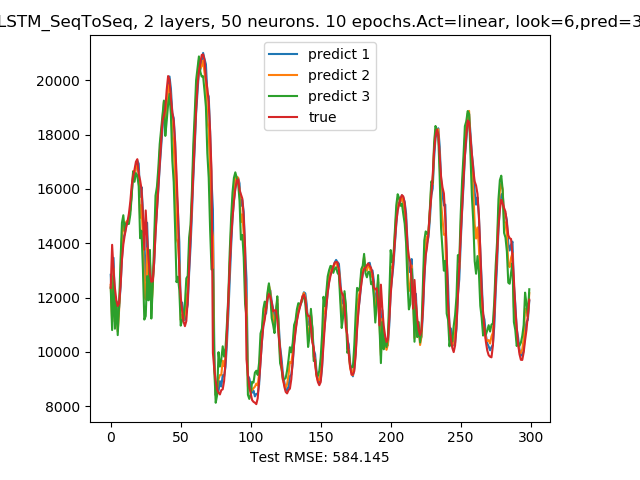 LSTM_SeqToSeq, 2 layers, 50 neurons. 10 epochs.Act=linear, look=6,pred=3
predict 1
predict 2
predict 3
true
20000
18000
16000
14000
12000
10000
8000
0 50 100 150 200 250 300
Test RMSE: 584.145